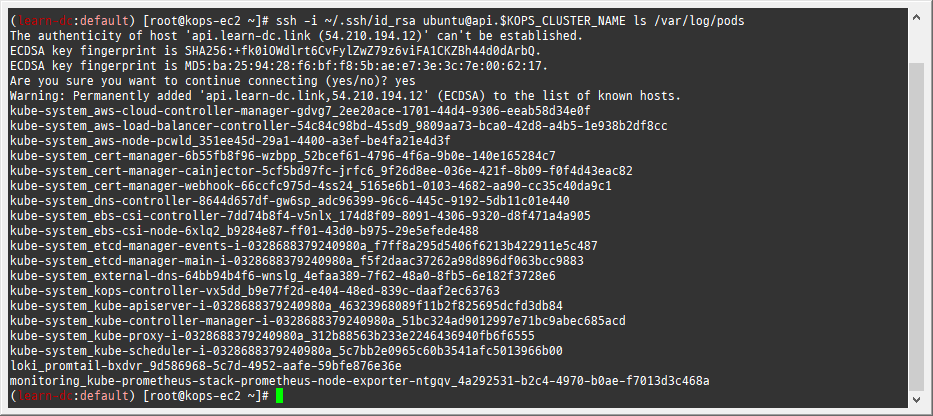 (learn-dc:default) [root@kops-ec2 ~]# ssh -i ~/.ssh/id_rsa ubuntu@api.$KOPS_CLUSTER_NAME ls /var/log/pods
The authenticity of host 'api.learn-dc.link (54.210.194.12)' can't be established.
ECDSA key fingerprint is SHA256:+fk0iOWdlrt6CvFylZwZ79z6viFA1CKZBh44d0dArbQ.
ECDSA key fingerprint is MD5:ba:25:94:28:f6:bf:f8:5b:ae:e7:3e:3c:7e:00:62:17.
Are you sure you want to continue connecting (yes/no)? yes
Warning: Permanently added 'api.learn-dc.link,54.210.194.12' (ECDSA) to the list of known hosts.
kube-system_aws-cloud-controller-manager-gdvg7_2ee20ace-1701-44d4-9306-eeab58d34e0f
kube-system_aws-load-balancer-controller-54c84c98bd-45sd9_9809aa73-bca0-42d8-a4b5-1e938b2df8cc
kube-system_aws-node-pcwld_351ee45d-29a1-4400-a3ef-be4fa21e4d3f
kube-system_cert-manager-6b55fb8f96-wzbpp_52bcef61-4796-4f6a-9b0e-140e165284c7
kube-system_cert-manager-cainjector-5cf5bd97fc-jrfc6_9f26d8ee-036e-421f-8b09-f0f4d43eac82
kube-system_cert-manager-webhook-66ccfc975d-4ss24_5165e6b1-0103-4682-aa90-cc35c40da9c1
kube-system_dns-controller-8644d657df-gw6sp_adc96399-96c6-445c-9192-5db11c01e440
kube-system_ebs-csi-controller-7dd74b8f4-v5nlx_174d8f09-8091-4306-9320-d8f471a4a905
kube-system_ebs-csi-node-6xlq2_b9284e87-ff01-43d0-b975-29e5efede488
kube-system_etcd-manager-events-i-0328688379240980a_f7ff8a295d5406f6213b422911e5c487
kube-system_etcd-manager-main-i-0328688379240980a_f5f2daac37262a98d896df063bcc9883
kube-system_external-dns-64bb94b4f6-wnslg_4efaa389-7f62-48a0-8fb5-6e182f3728e6
kube-system_kops-controller-vx5dd_b9e77f2d-e404-48ed-839c-daaf2ec63763
kube-system_kube-apiserver-i-0328688379240980a_46323968089f11b2f825695dcfd3db84
kube-system_kube-controller-manager-i-0328688379240980a_51bc324ad9012997e71bc9abec685acd
kube-system_kube-proxy-i-0328688379240980a_312b88563b233e2246436940fb6f6555
kube-system_kube-scheduler-i-0328688379240980a_5c7bb2e0965c60b3541afc5013966b00
loki_promtail-bxdvr_9d586968-5c7d-4952-aafe-59bfe876e36e
monitoring_kube-prometheus-stack-prometheus-node-exporter-ntgqv_4a292531-b2c4-4970-b0ae-f7013d3c468a
(learn-dc:default) [root@kops-ec2 ~]#